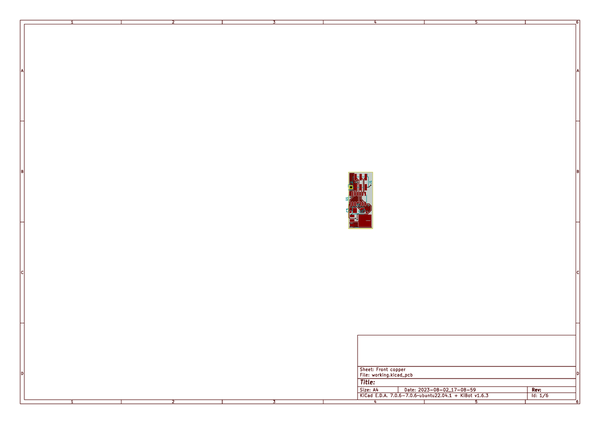 1 2 3 4 5 6
A A
B B
C C
D D
Sheet: Front copper
File: working.kicad_pcb
Title:
Size: A4 Date: 2023-08-02_17-08-59 Rev:
KiCad E.D.A. 7.0.6-7.0.6~ubuntu22.04.1 + KiBot v1.6.3 Id: 1/6
1 2 3 4 5 6